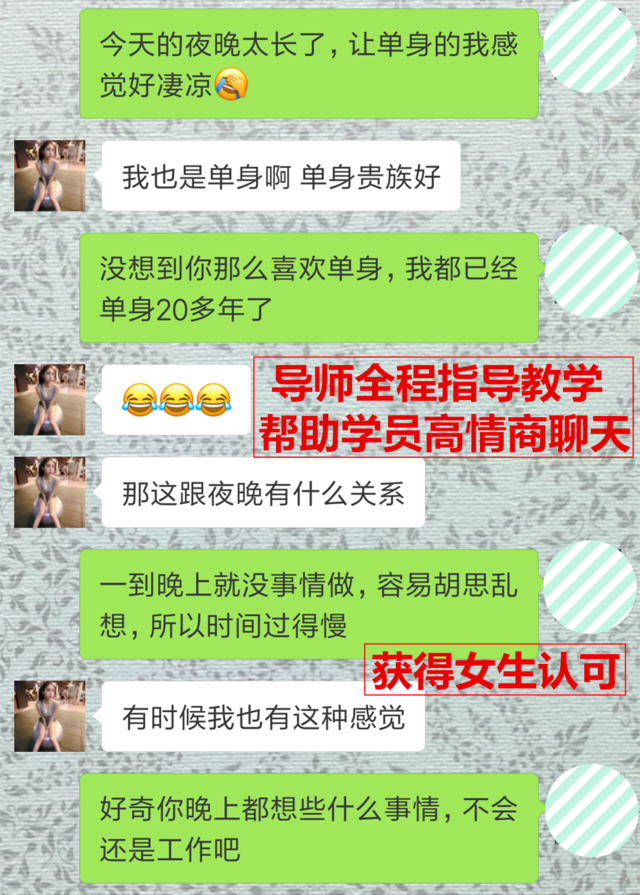 今天的夜晚太长了，让单身的我感
觉好凄凉🤣
我也是单身啊 单身贵族好
没想到你那么喜欢单身，我都已经
单身20多年了
😂😂😂
导师全程指导教学
帮助学员高情商聊天
那这跟夜晚有什么关系
一到晚上就没事情做，容易胡思乱
想，所以时间过得慢
获得女生认可
有时候我也有这种感觉
好奇你晚上都想些什么事情，不会
还是工作吧